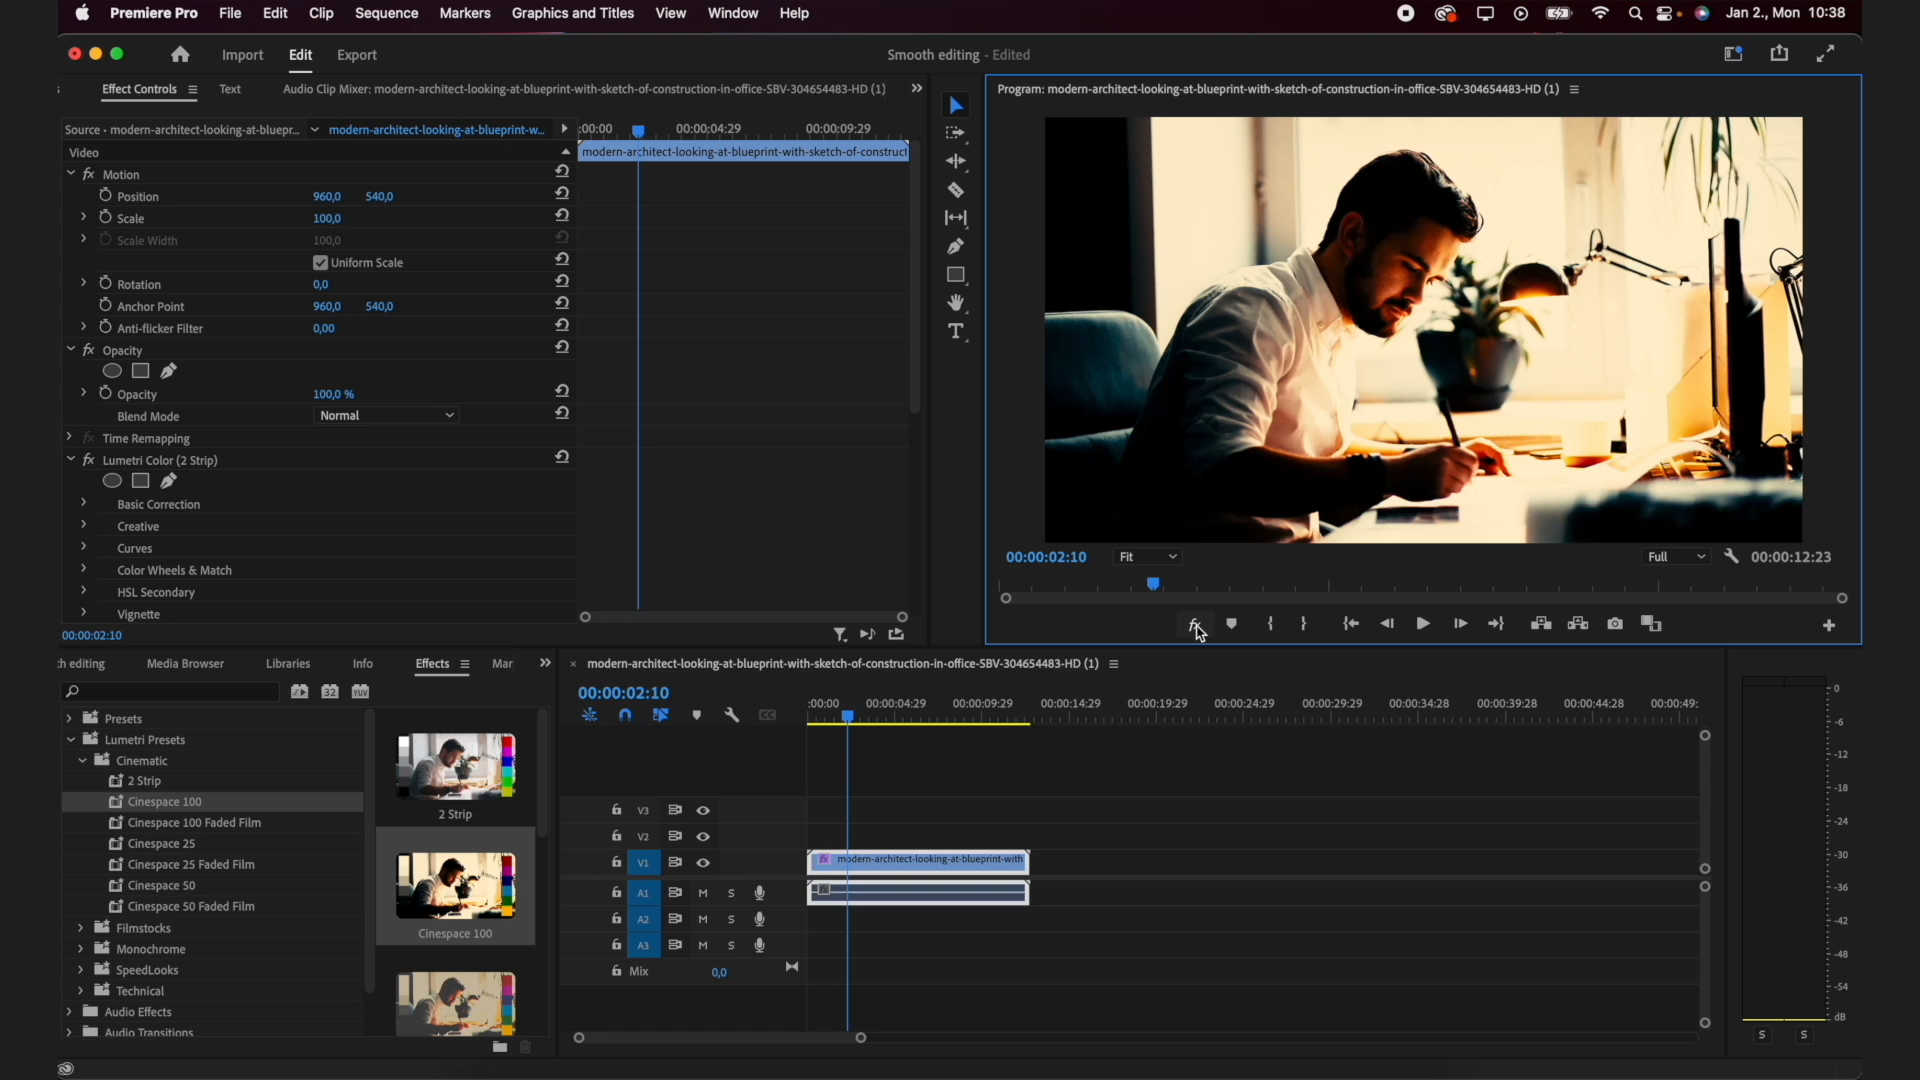 Premiere Pro File Edit Clip Sequence Markers Graphics and Titles View Window Help Jan 2., Mon 10:38
Import Edit Export Smooth editing - Edited
Effect Controls Text Audio Clip Mixer: modern-architect-looking-at-blueprint-with-sketch-of-construction-in-office-SBV-304654483-HD (1)
Program: modern-architect-looking-at-blueprint-with-sketch-of-construction-in-office-SBV-304654483-HD (1)
Source • modern-architect-looking-at-bluepr... modern-architect-looking-at-blueprint-w... :00:00 00:00:04:29 00:00:09:29
Video modern-architect-looking-at-blueprint-with-sketch-of-construct
fx Motion
Position 960,0 540,0
Scale 100,0
Scale Width 100,0
Uniform Scale
Rotation 0,0
Anchor Point 960,0 540,0
Anti-flicker Filter 0,00
fx Opacity
Opacity 100,0 %
Blend Mode Normal
fx Time Remapping
fx Lumetri Color (2 Strip)
Basic Correction
Creative
Curves
Color Wheels & Match
HSL Secondary
Vignette
00:00:02:10
00:00:02:10 Fit Full 00:00:12:23
fx
ch editing Media Browser Libraries Info Effects Mar
32 YUV
Presets
Lumetri Presets
Cinematic
2 Strip
Cinespace 100
Cinespace 100 Faded Film
Cinespace 25
Cinespace 25 Faded Film
Cinespace 50
Cinespace 50 Faded Film
Filmstocks
Monochrome
SpeedLooks
Technical
Audio Effects
Audio Transitions
2 Strip
Cinespace 100
modern-architect-looking-at-blueprint-with-sketch-of-construction-in-office-SBV-304654483-HD (1)
00:00:02:10
:00:00 00:00:04:29 00:00:09:29 00:00:14:29 00:00:19:29 00:00:24:29 00:00:29:29 00:00:34:28 00:00:39:28 00:00:44:28 00:00:49:
CC
V3
V2
V1 fx modern-architect-looking-at-blueprint-with
A1 M S fx
A2 M S
A3 M S
Mix 0,0
0
-6
-12
-18
-24
-30
-36
-42
-48
-54
dB
S S